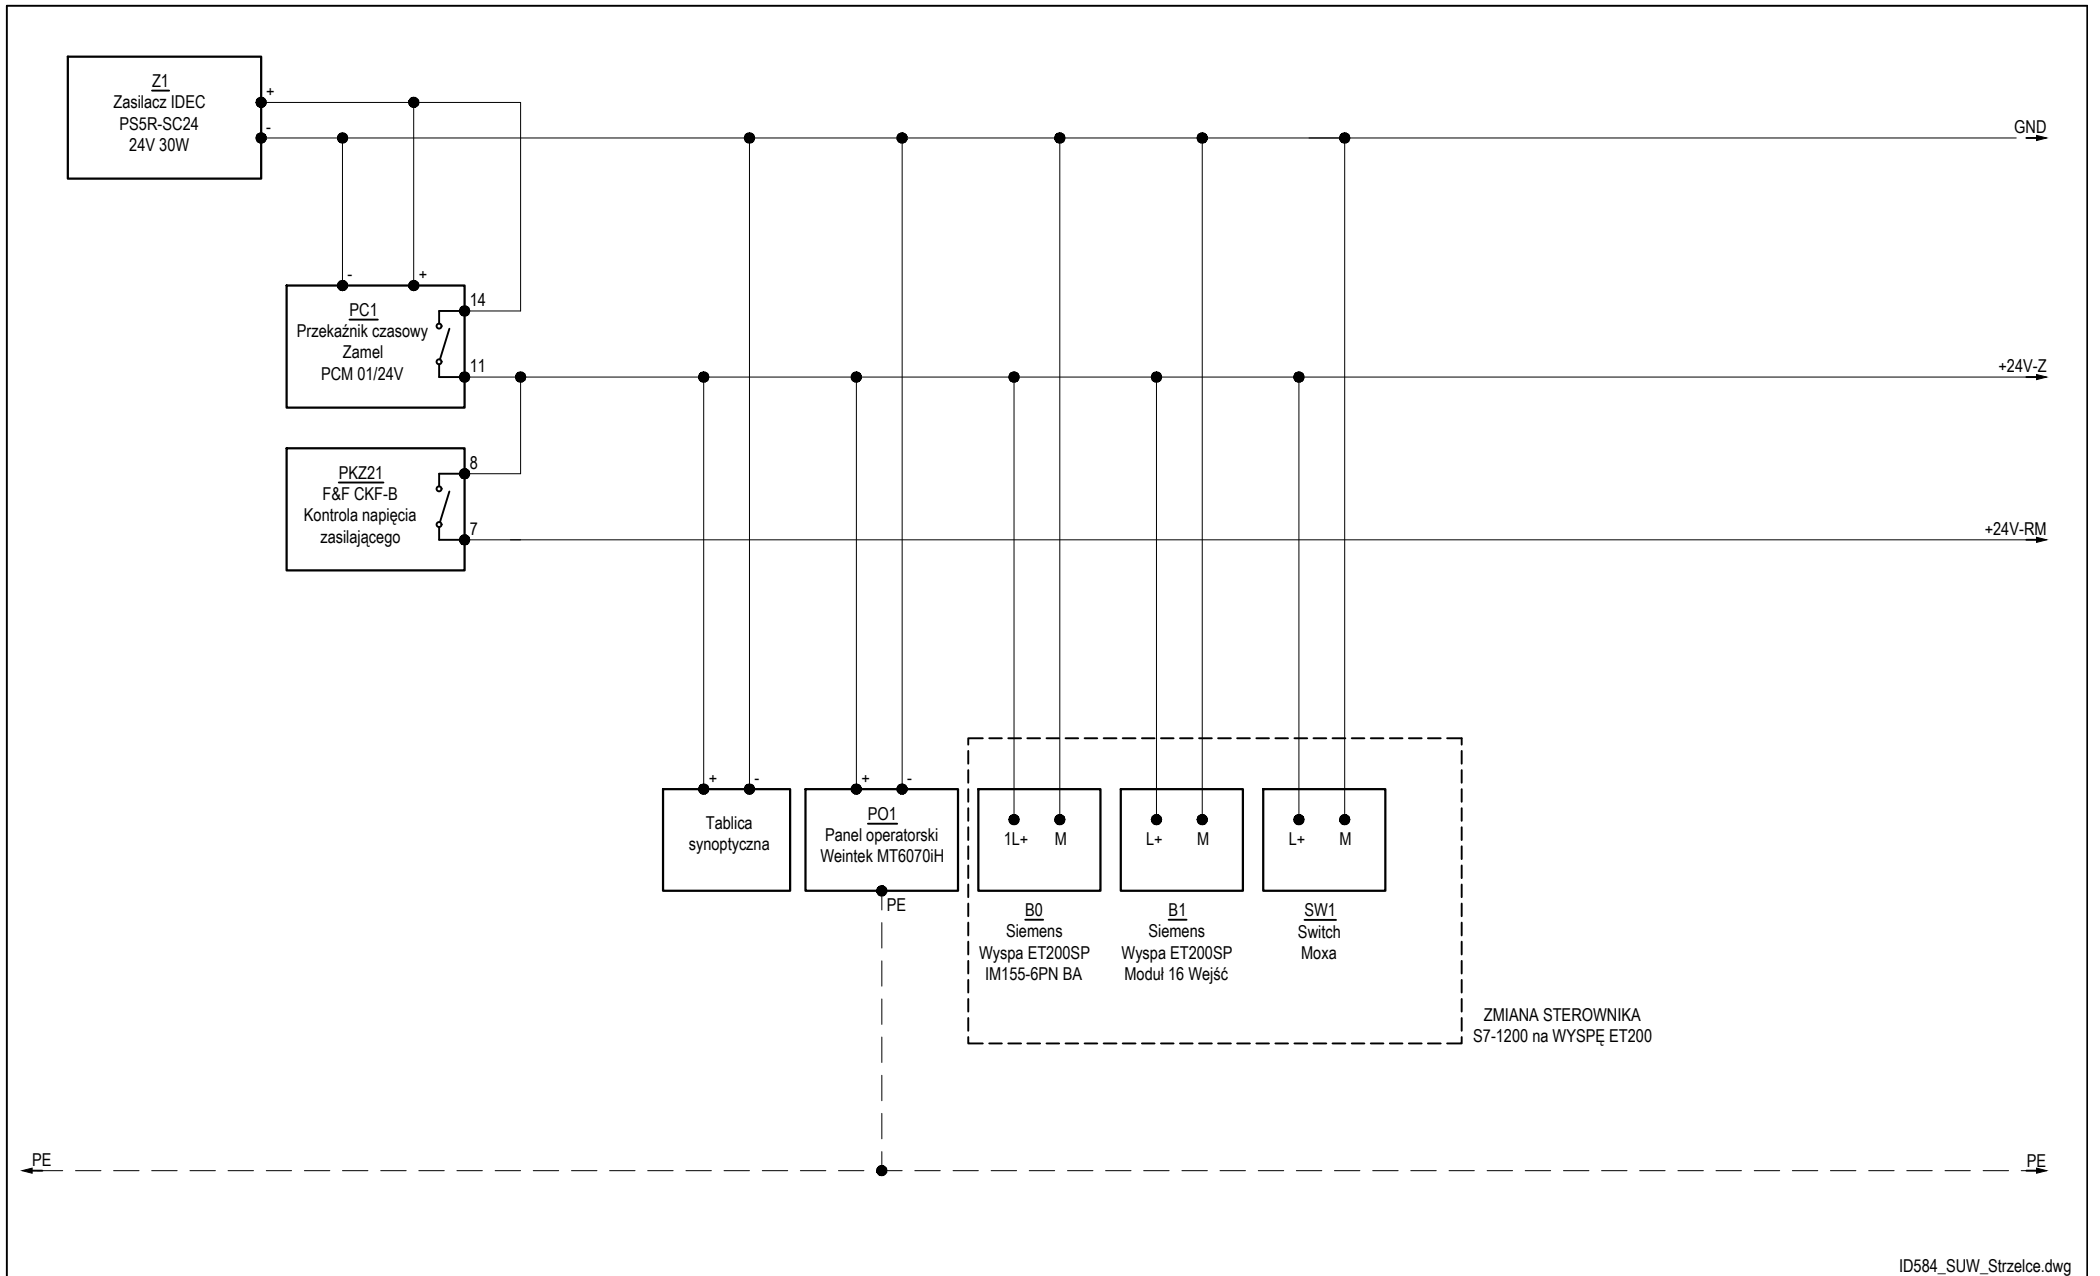 Z1
Zasilacz IDEC
PS5R-SC24
24V 30W
+
-
GND
-
+
PC1
Przekaźnik czasowy
Zamel
PCM 01/24V
14
11
+24V-Z
PKZ21
F&F CKF-B
Kontrola napięcia
zasilającego
8
7
+24V-RM
+
-
Tablica
synoptyczna
+
-
PO1
Panel operatorski
Weintek MT6070iH
PE
1L+ M
B0
Siemens
Wyspa ET200SP
IM155-6PN BA
L+ M
B1
Siemens
Wyspa ET200SP
Moduł 16 Wejść
L+ M
SW1
Switch
Moxa
ZMIANA STEROWNIKA
S7-1200 na WYSPĘ ET200
PE
PE
ID584_SUW_Strzelce.dwg